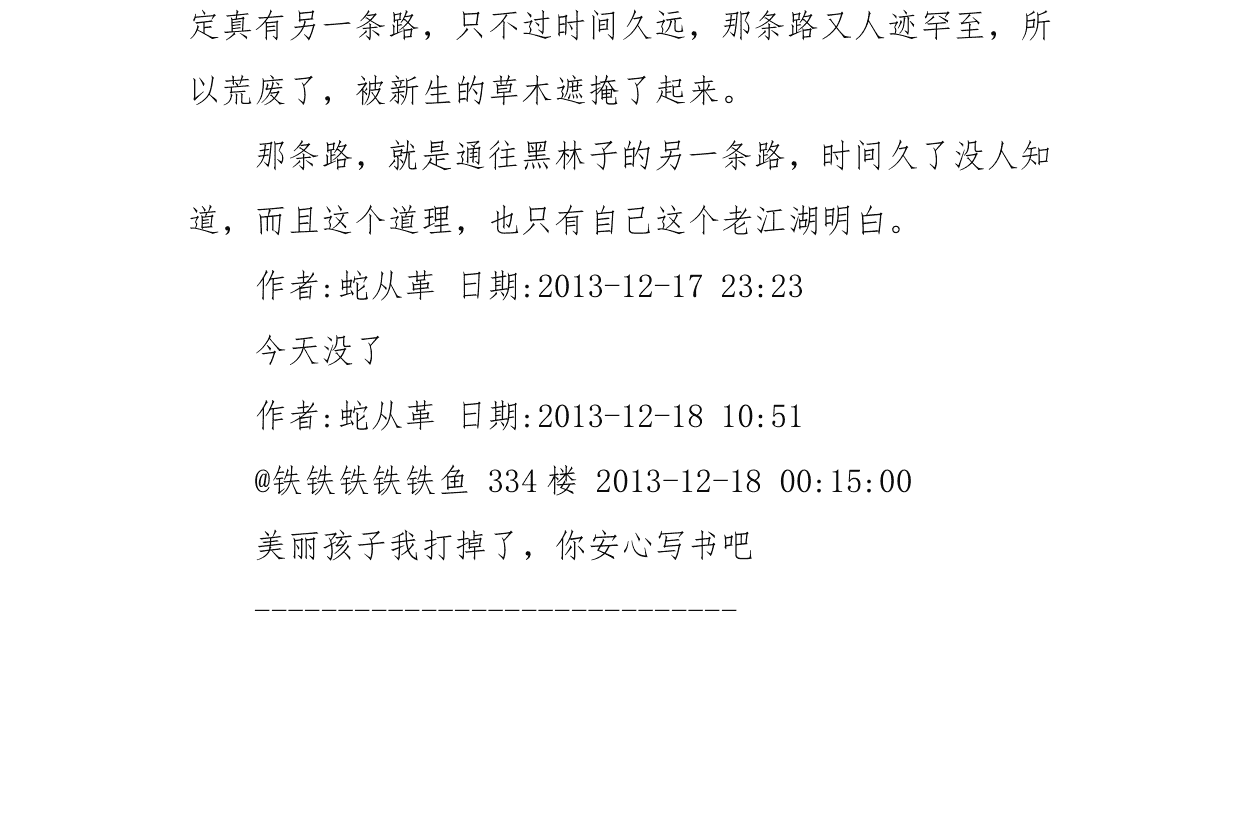 定真有另一条路，只不过时间久远，那条路又人迹罕至，所
以荒废了，被新生的草木遮掩了起来。
那条路，就是通往黑林子的另一条路，时间久了没人知
道，而且这个道理，也只有自己这个老江湖明白。
作者:蛇从革 日期:2013-12-17 23:23
今天没了
作者:蛇从革 日期:2013-12-18 10:51
@铁铁铁铁铁鱼 334楼 2013-12-18 00:15:00
美丽孩子我打掉了，你安心写书吧
-----------------------------